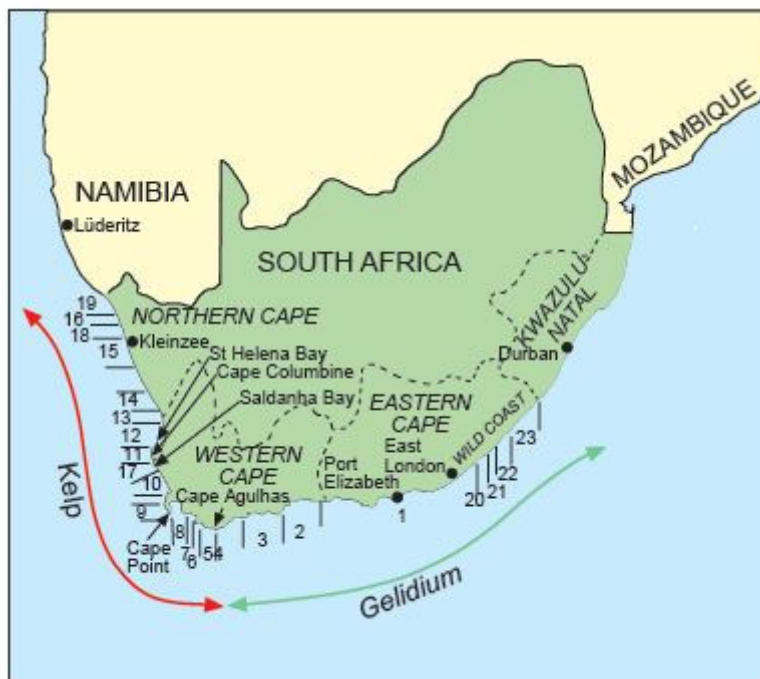 NAMIBIA
Lüderitz
MOZAMBIQUE
SOUTH AFRICA
KWAZULU
NATAL
Durban
NORTHERN CAPE
Kleinzee
19
16
18
15
14
13
12
11
17
10
9
St Helena Bay
Cape Columbine
Saldanha Bay
EASTERN
CAPE
WESTERN
CAPE
Port
Elizabeth
East
London
WILD COAST
Cape Agulhas
Cape
Point
8
7
6
5
4
3
2
1
20
21
22
23
Kelp
Gelidium